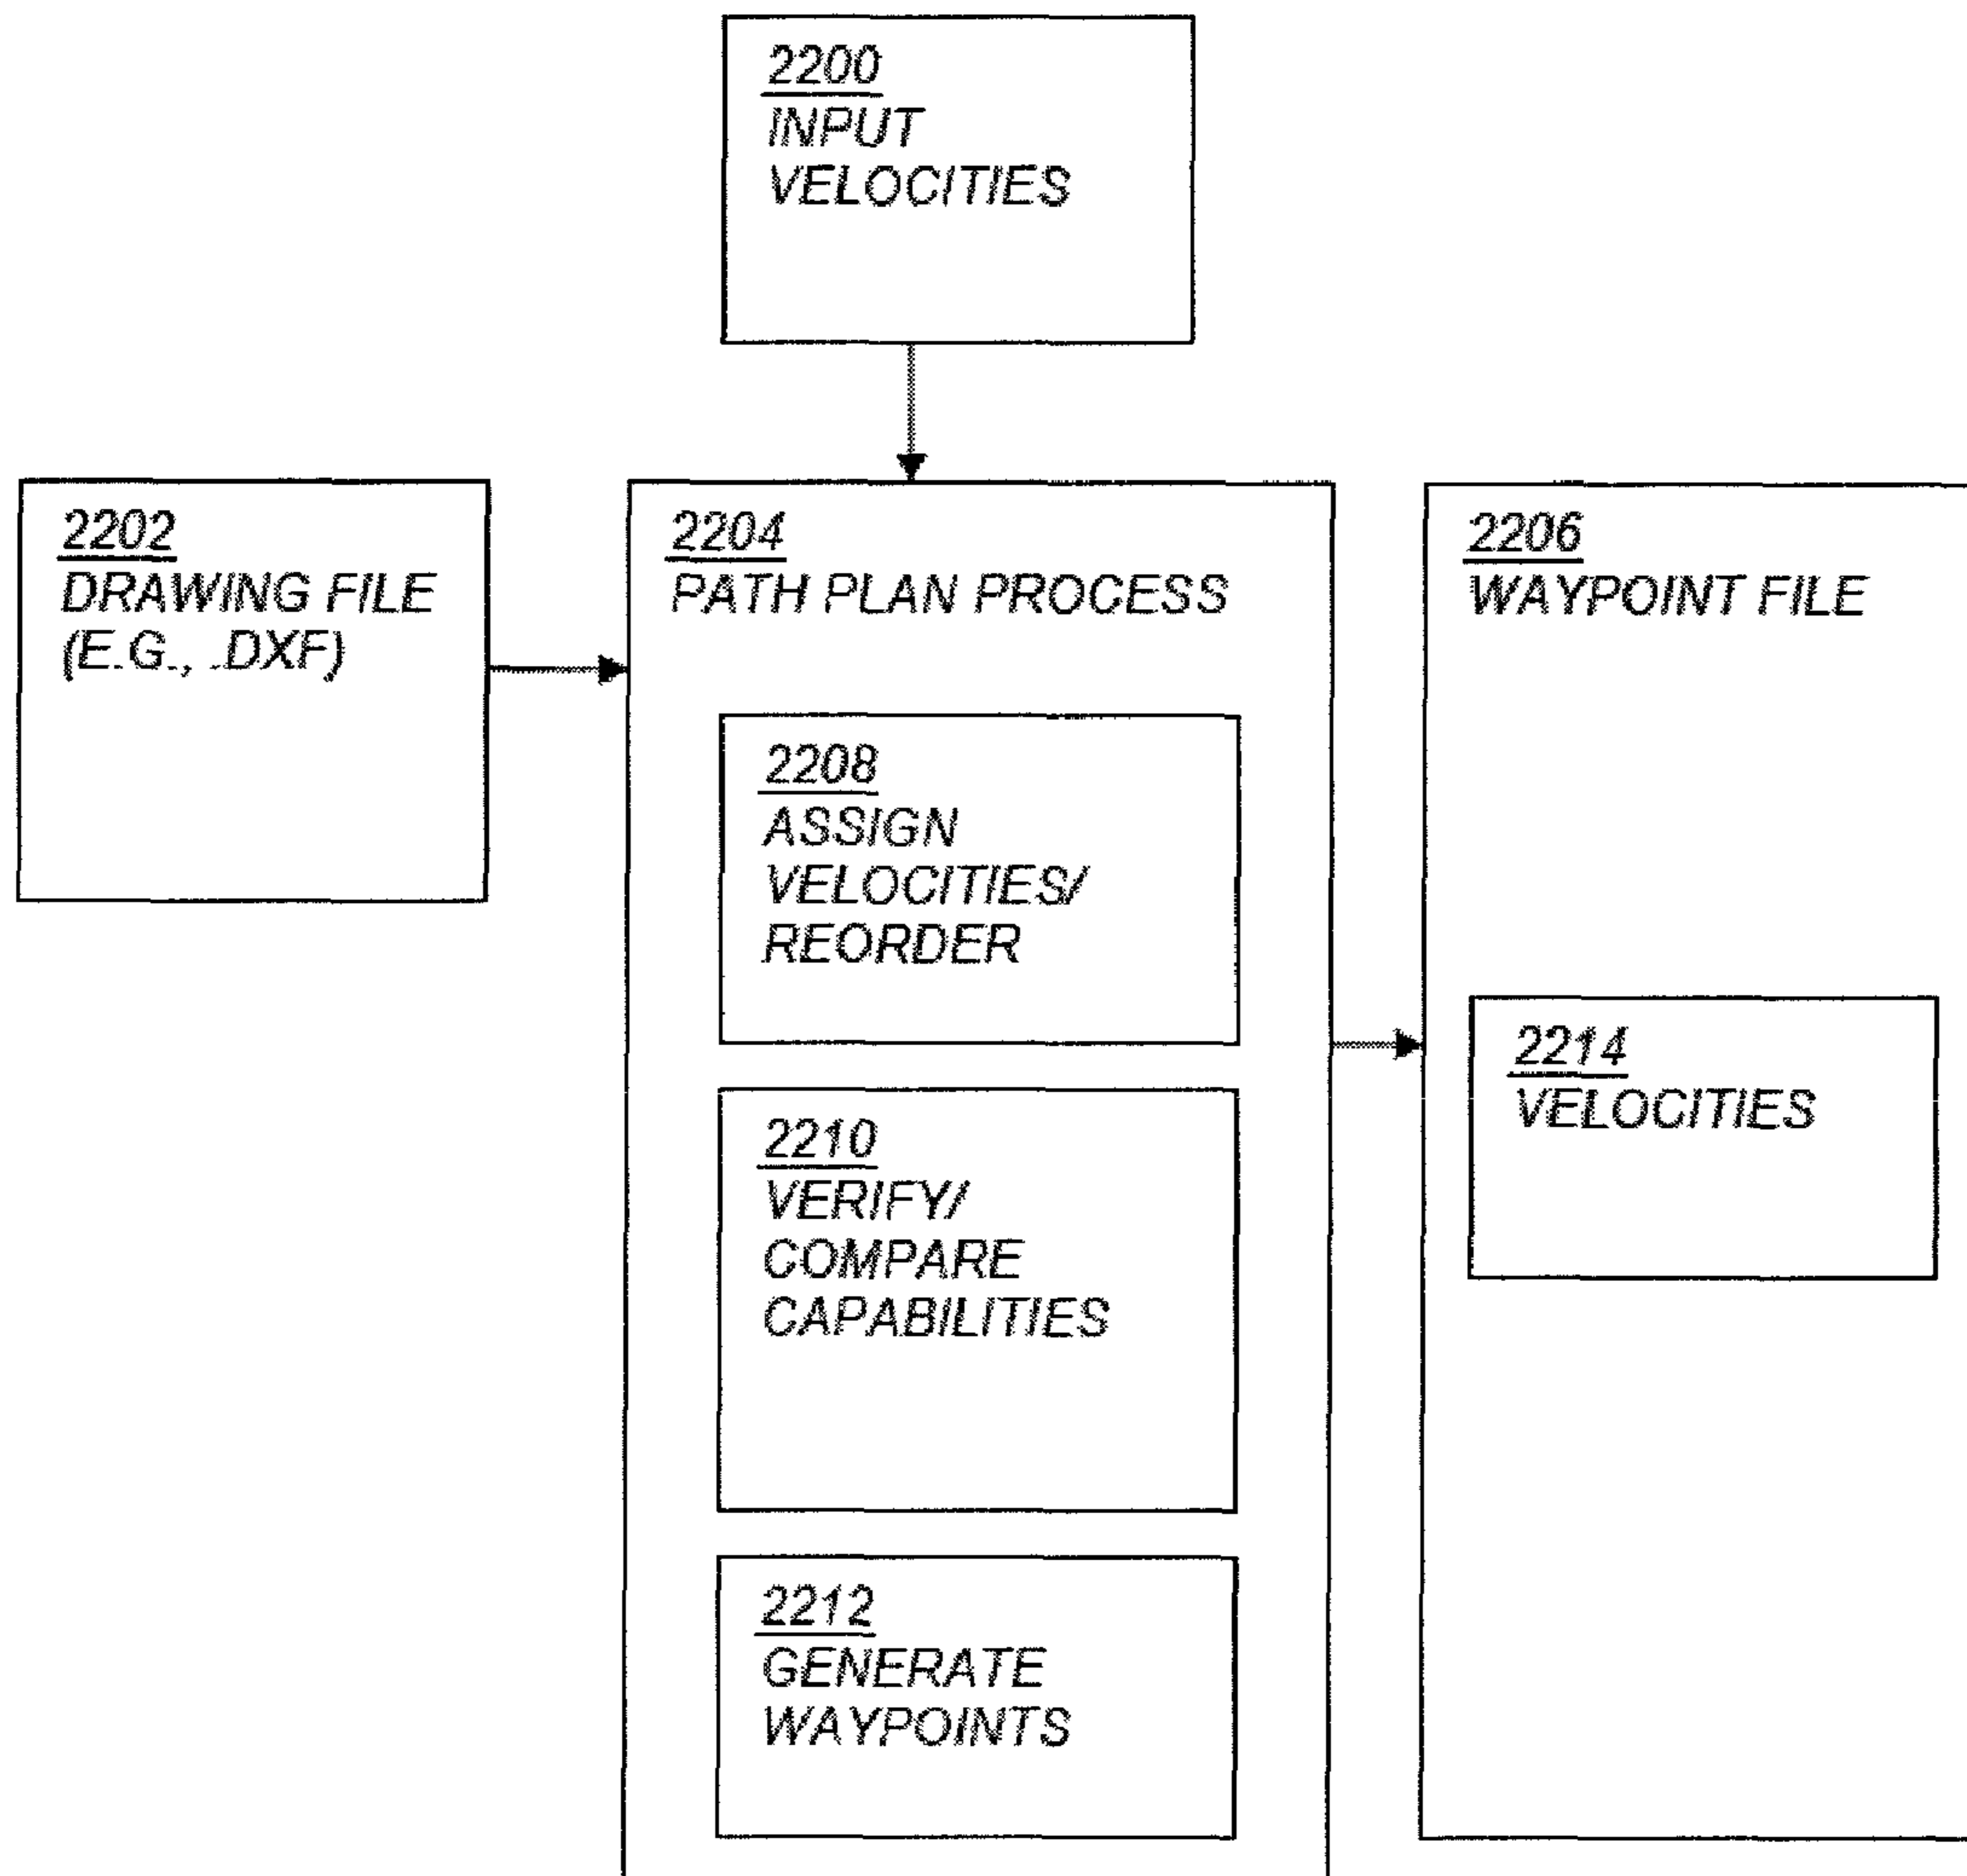 2200
INPUT
VELOCITIES
2202
DRAWING FILE
(E.G., .DXF)
2204
PATH PLAN PROCESS
2206
WAYPOINT FILE
2208
ASSIGN
VELOCITIES/
REORDER
2210
VERIFY/
COMPARE
CAPABILITIES
2212
GENERATE
WAYPOINTS
2214
VELOCITIES